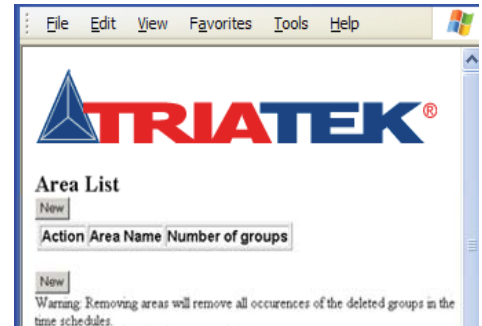 File Edit View Favorites Tools Help
TRIATEK®
Area List
New
Action Area Name Number of groups
New
Warning: Removing areas will remove all occurences of the deleted groups in the
time schedules.